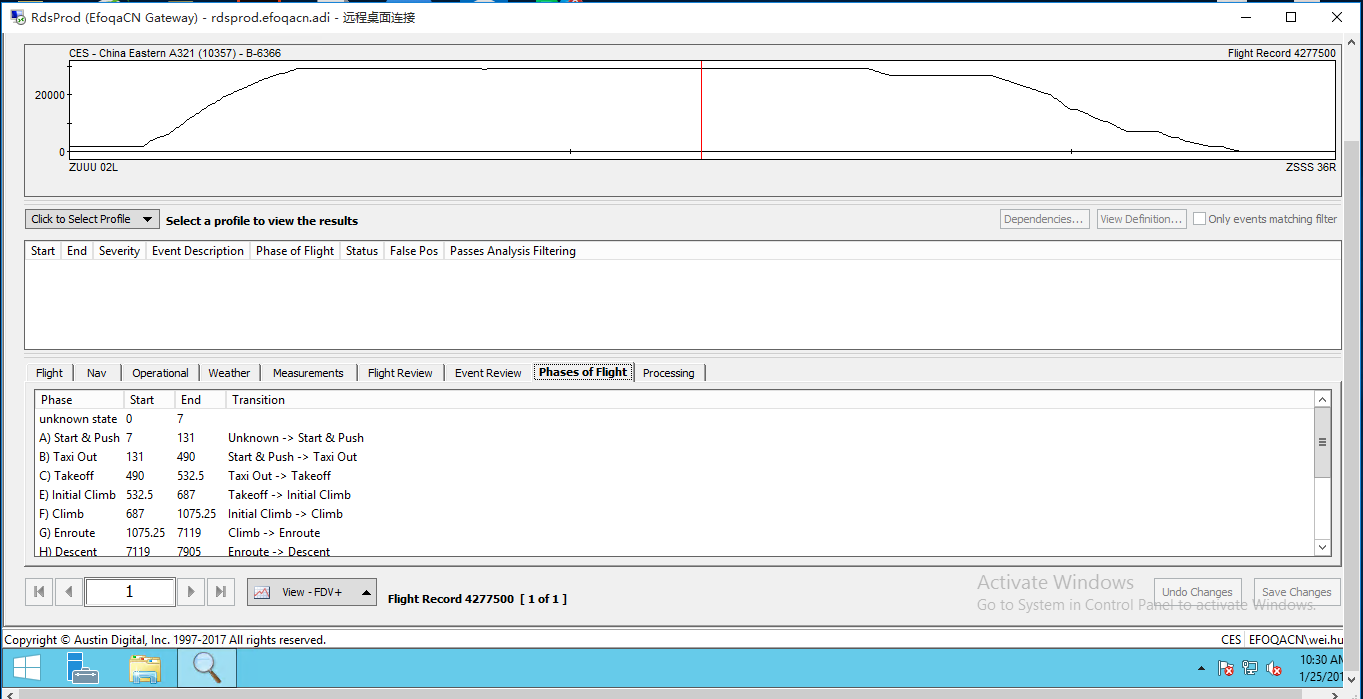 RdsProd (EfoqaCN Gateway) - rdsprod.efoqacn.adi - 远程桌面连接
CES - China Eastern A321 (10357) - B-6366 Flight Record 4277500
20000
0
ZUUU 02L ZSSS 36R
Click to Select Profile Select a profile to view the results Dependencies... View Definition... Only events matching filter
Start End Severity Event Description Phase of Flight Status False Pos Passes Analysis Filtering
Flight Nav Operational Weather Measurements Flight Review Event Review Phases of Flight Processing
Phase Start End Transition
unknown state 0 7
A) Start & Push 7 131 Unknown -> Start & Push
B) Taxi Out 131 490 Start & Push -> Taxi Out
C) Takeoff 490 532.5 Taxi Out -> Takeoff
E) Initial Climb 532.5 687 Takeoff -> Initial Climb
F) Climb 687 1075.25 Initial Climb -> Climb
G) Enroute 1075.25 7119 Climb -> Enroute
H) Descent 7119 7905 Enroute -> Descent
1 View - FDV+ Flight Record 4277500 [ 1 of 1 ]
Activate Windows
Go to System in Control Panel to activate Windows.
Undo Changes Save Changes
Copyright © Austin Digital, Inc. 1997-2017 All rights reserved. CES EFOQACN\wei.hu
10:30 AM
1/25/201